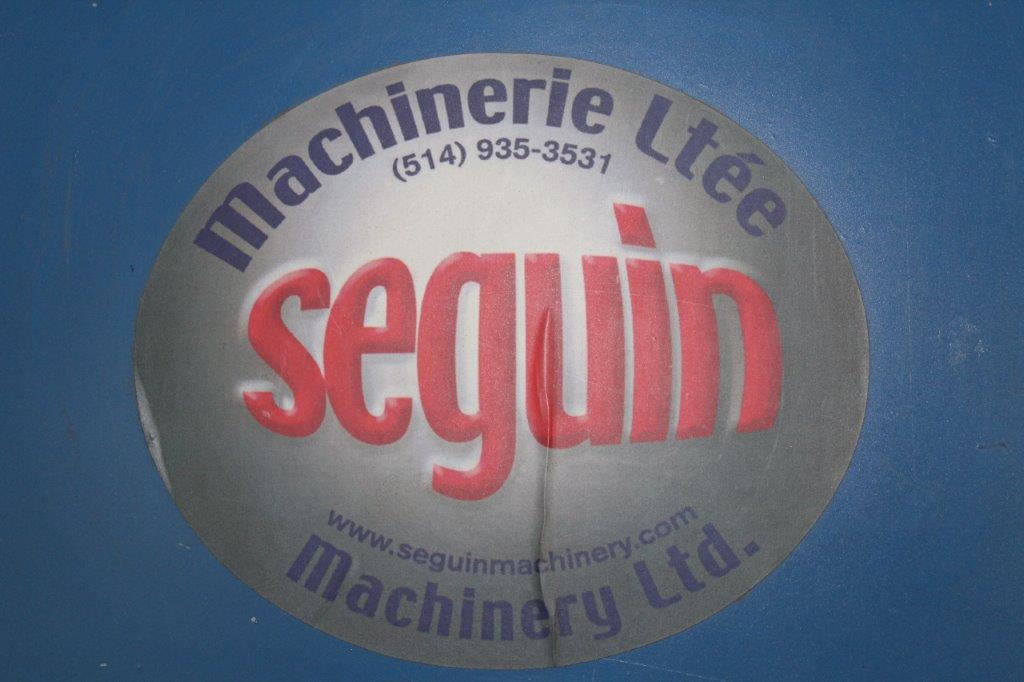 Machinerie Ltée
(514) 935-3531
seguin
www.seguinmachinery.com
Machinery Ltd.